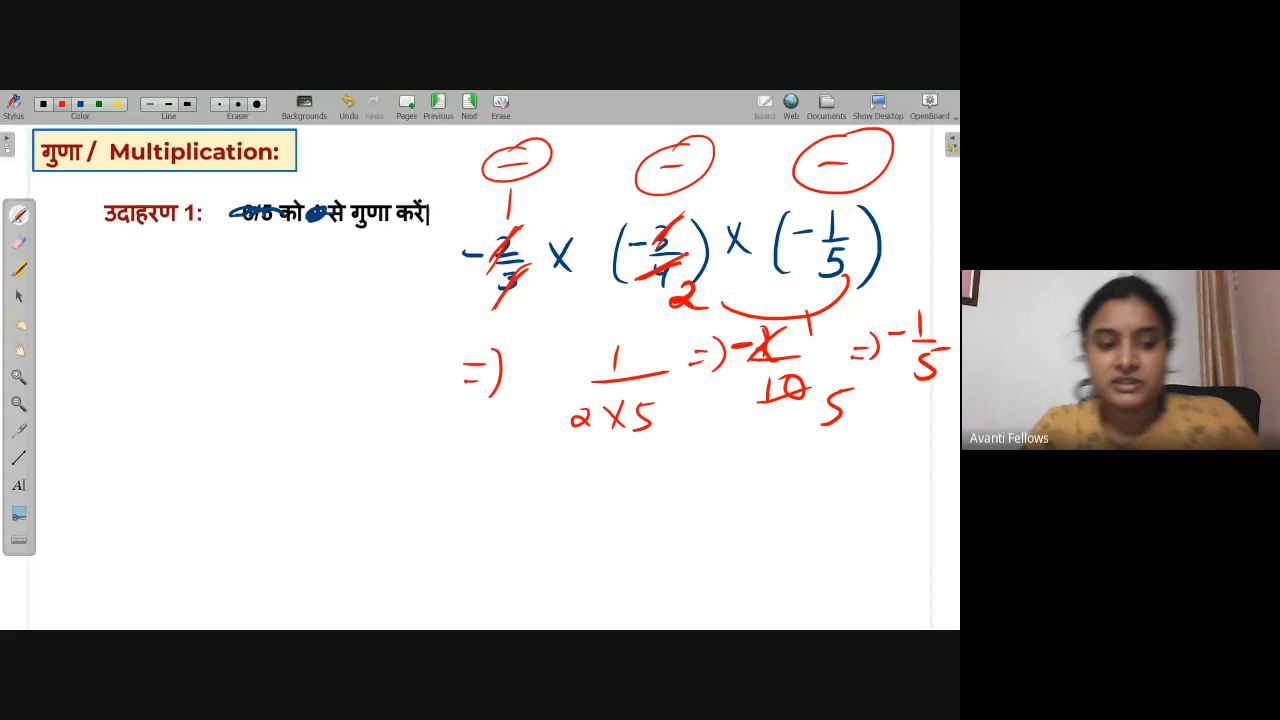 Stylus Color Line Eraser Backgrounds Undo Redo Pages Previous Next Erase Board Web Documents Show Desktop OpenBoard
गुणा / Multiplication:
उदाहरण 1: को से गुणा करें|
− − −
1
-2/3 × (-3/4) × (-1/5)
2
=) 1/(2×5) =) - /10 1 5 =) -1/5
Avanti Fellows